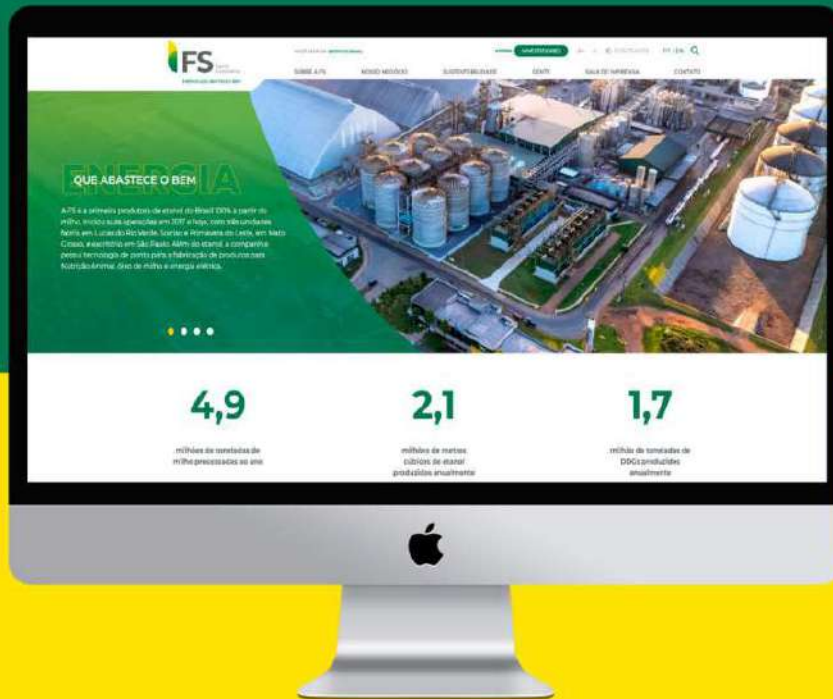 FS
INVESTIDORES
PT | EN
SOBRE A FS NOSSO NEGÓCIO SUSTENTABILIDADE GENTE SALA DE IMPRENSA CONTATO
ENERGIA
QUE ABASTECE O BEM
A FS é a primeira produtora de etanol do Brasil 100% a partir do
milho. Iniciou suas operações em 2017 e hoje, com três unidades
fabris em Lucas do Rio Verde, Sorriso e Primavera do Leste, em Mato
Grosso, e escritório em São Paulo. Além do etanol, a companhia
possui tecnologia de ponta para a fabricação de produtos para
Nutrição Animal, óleo de milho e energia elétrica.
4,9 2,1 1,7
milhões de toneladas de milhões de metros milhão de toneladas de
milho processadas ao ano cúbicos de etanol DDGs produzidas
produzidos anualmente anualmente